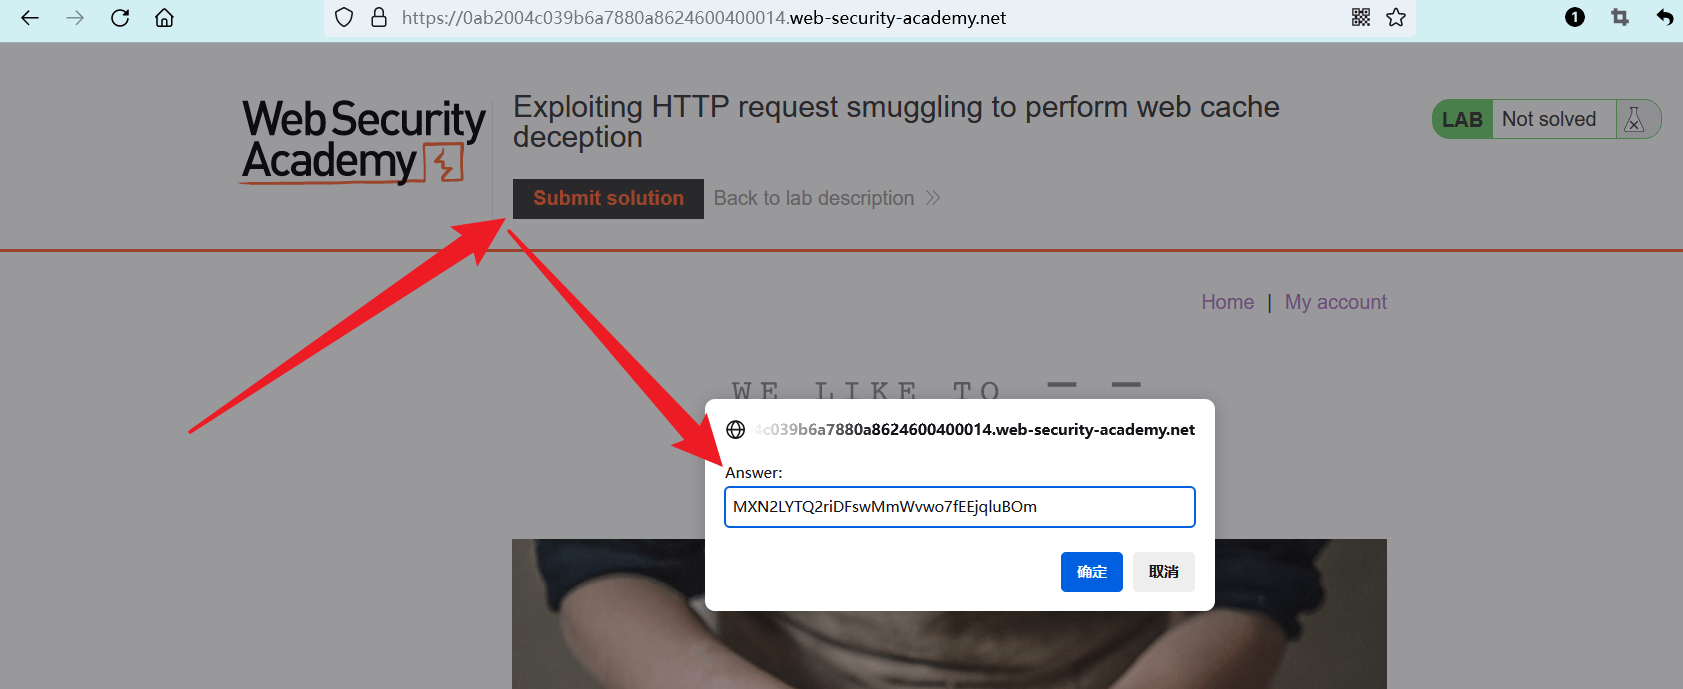 https://0ab2004c039b6a7880a8624600400014.web-security-academy.net
1
Web Security
Academy
Exploiting HTTP request smuggling to perform web cache
deception
LAB Not solved
Submit solution
Back to lab description
Home | My account
WE LIKE TO
4c039b6a7880a8624600400014.web-security-academy.net
Answer:
MXN2LYTQ2riDFswMmWvwo7fEEjqluBOm
确定
取消